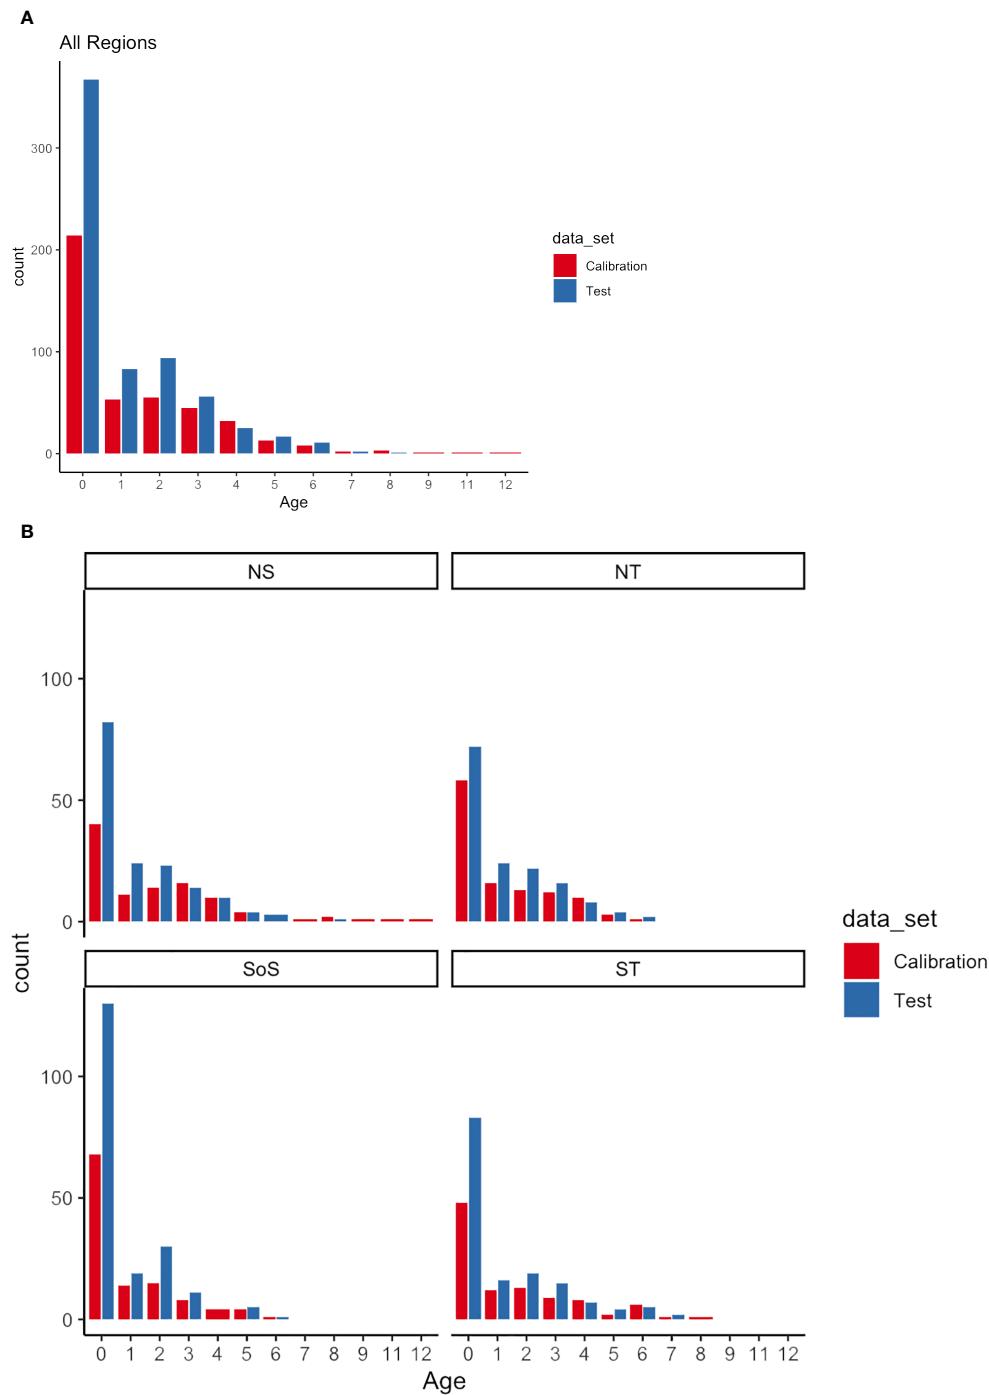 A
All Regions
300
200
100
0
count
0 1 2 3 4 5 6 7 8 9 11 12
Age
data_set
Calibration
Test
B
NS
NT
100
50
0
SoS
ST
100
50
0
count
0 1 2 3 4 5 6 7 8 9 11 12
0 1 2 3 4 5 6 7 8 9 11 12
Age
data_set
Calibration
Test